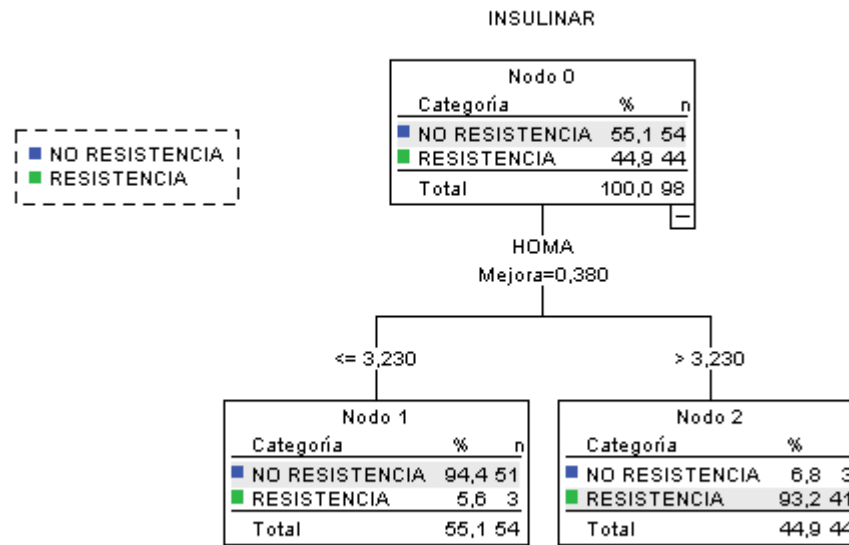 INSULINAR
NO RESISTENCIA
RESISTENCIA
Nodo 0
Categoría % n
NO RESISTENCIA 55,1 54
RESISTENCIA 44,9 44
Total 100,0 98
HOMA
Mejora=0,380
<= 3,230
> 3,230
Nodo 1
Categoría % n
NO RESISTENCIA 94,4 51
RESISTENCIA 5,6 3
Total 55,1 54
Nodo 2
Categoría %
NO RESISTENCIA 6,8 3
RESISTENCIA 93,2 41
Total 44,9 44